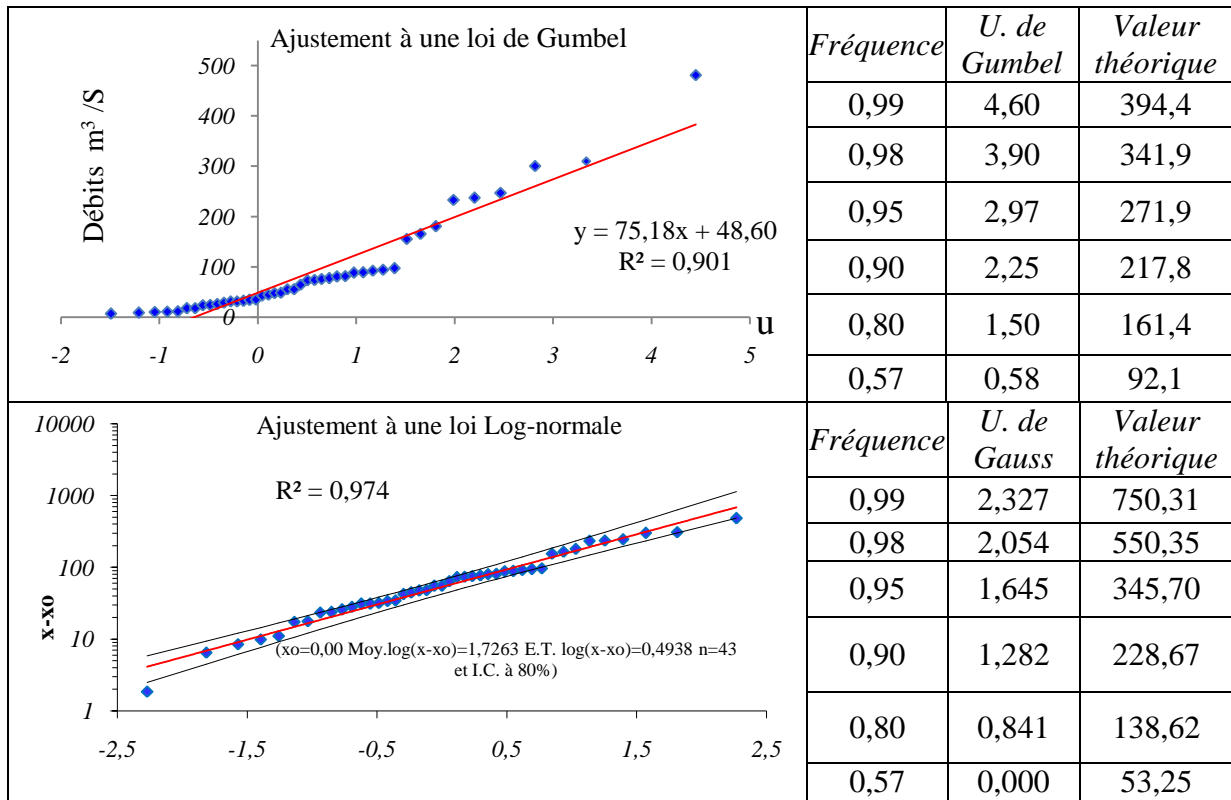 Ajustement à une loi de Gumbel
Débits m³ /S
500
400
300
200
100
0
y = 75,18x + 48,60
R² = 0,901
u
-2 -1 0 1 2 3 4 5
Fréquence U. de Gumbel Valeur théorique
0,99 4,60 394,4
0,98 3,90 341,9
0,95 2,97 271,9
0,90 2,25 217,8
0,80 1,50 161,4
0,57 0,58 92,1
Ajustement à une loi Log-normale
R² = 0,974
x-xo
10000
1000
100
10
1
(xo=0,00 Moy.log(x-xo)=1,7263 E.T. log(x-xo)=0,4938 n=43
et I.C. à 80%)
-2,5 -1,5 -0,5 0,5 1,5 2,5
Fréquence U. de Gauss Valeur théorique
0,99 2,327 750,31
0,98 2,054 550,35
0,95 1,645 345,70
0,90 1,282 228,67
0,80 0,841 138,62
0,57 0,000 53,25